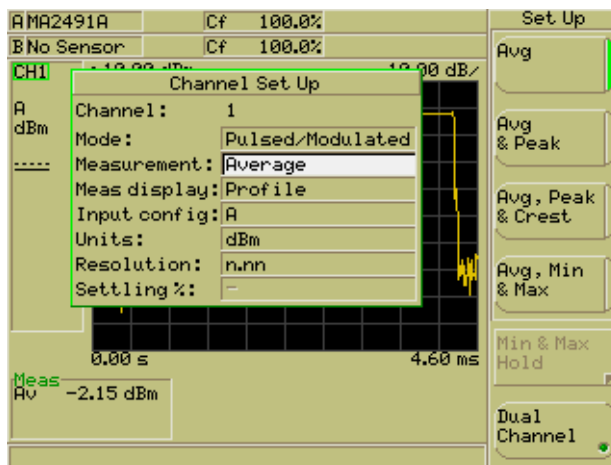 A MA2491A Cf 100.0% Set Up
B No Sensor Cf 100.0%
CH1 10.00 dB/
Channel Set Up
A
dBm
Channel: 1
Mode: Pulsed/Modulated
Measurement: Average
Meas display: Profile
Input config: A
Units: dBm
Resolution: n.nn
Settling %: -
0.00 s 4.60 ms
Meas
Av -2.15 dBm
Avg
Avg
& Peak
Avg, Peak
& Crest
Avg, Min
& Max
Min & Max
Hold
Dual
Channel